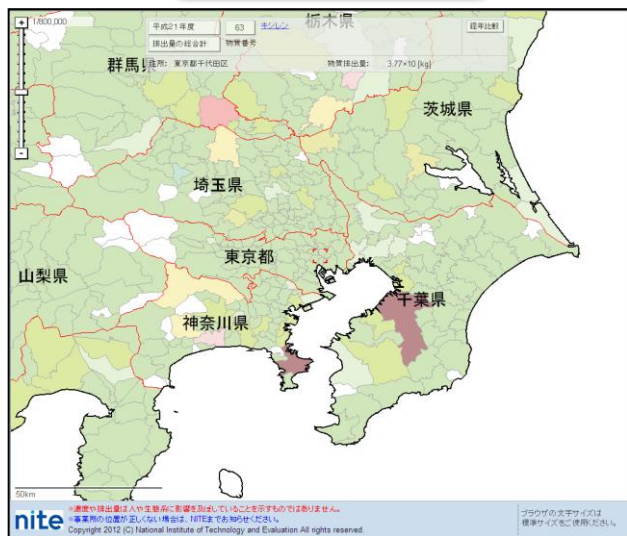 1/800,000
平成21年度
63
キシレン
経年比較
排出量の総合計
物質番号
住所: 東京都千代田区
物質排出量: 3.77×10 [kg]
栃木県
群馬県
茨城県
埼玉県
東京都
山梨県
千葉県
神奈川県
50km
nite
*濃度や排出量は人や生態系に影響を及ぼしていることを示すものではありません。
*事業所の位置が正しくない場合は、NITEまでお知らせください。
Copyright 2012 (C) National Institute of Technology and Evaluation All rights reserved.
ブラウザの文字サイズは
標準サイズをご使用ください。